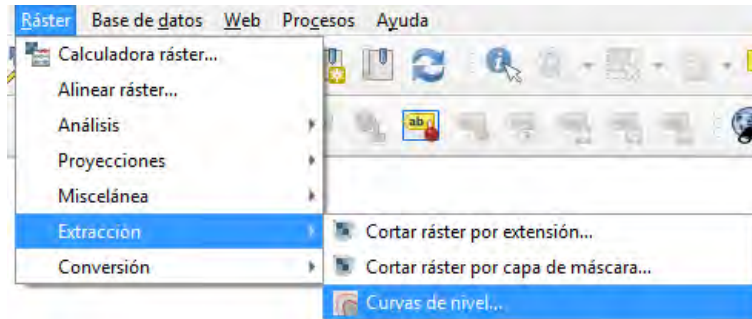 Ráster Base de datos Web Procesos Ayuda
Calculadora ráster...
Alinear ráster...
Análisis
Proyecciones
Miscelánea
Extracción
Cortar ráster por extensión...
Conversión
Cortar ráster por capa de máscara...
Curvas de nivel...